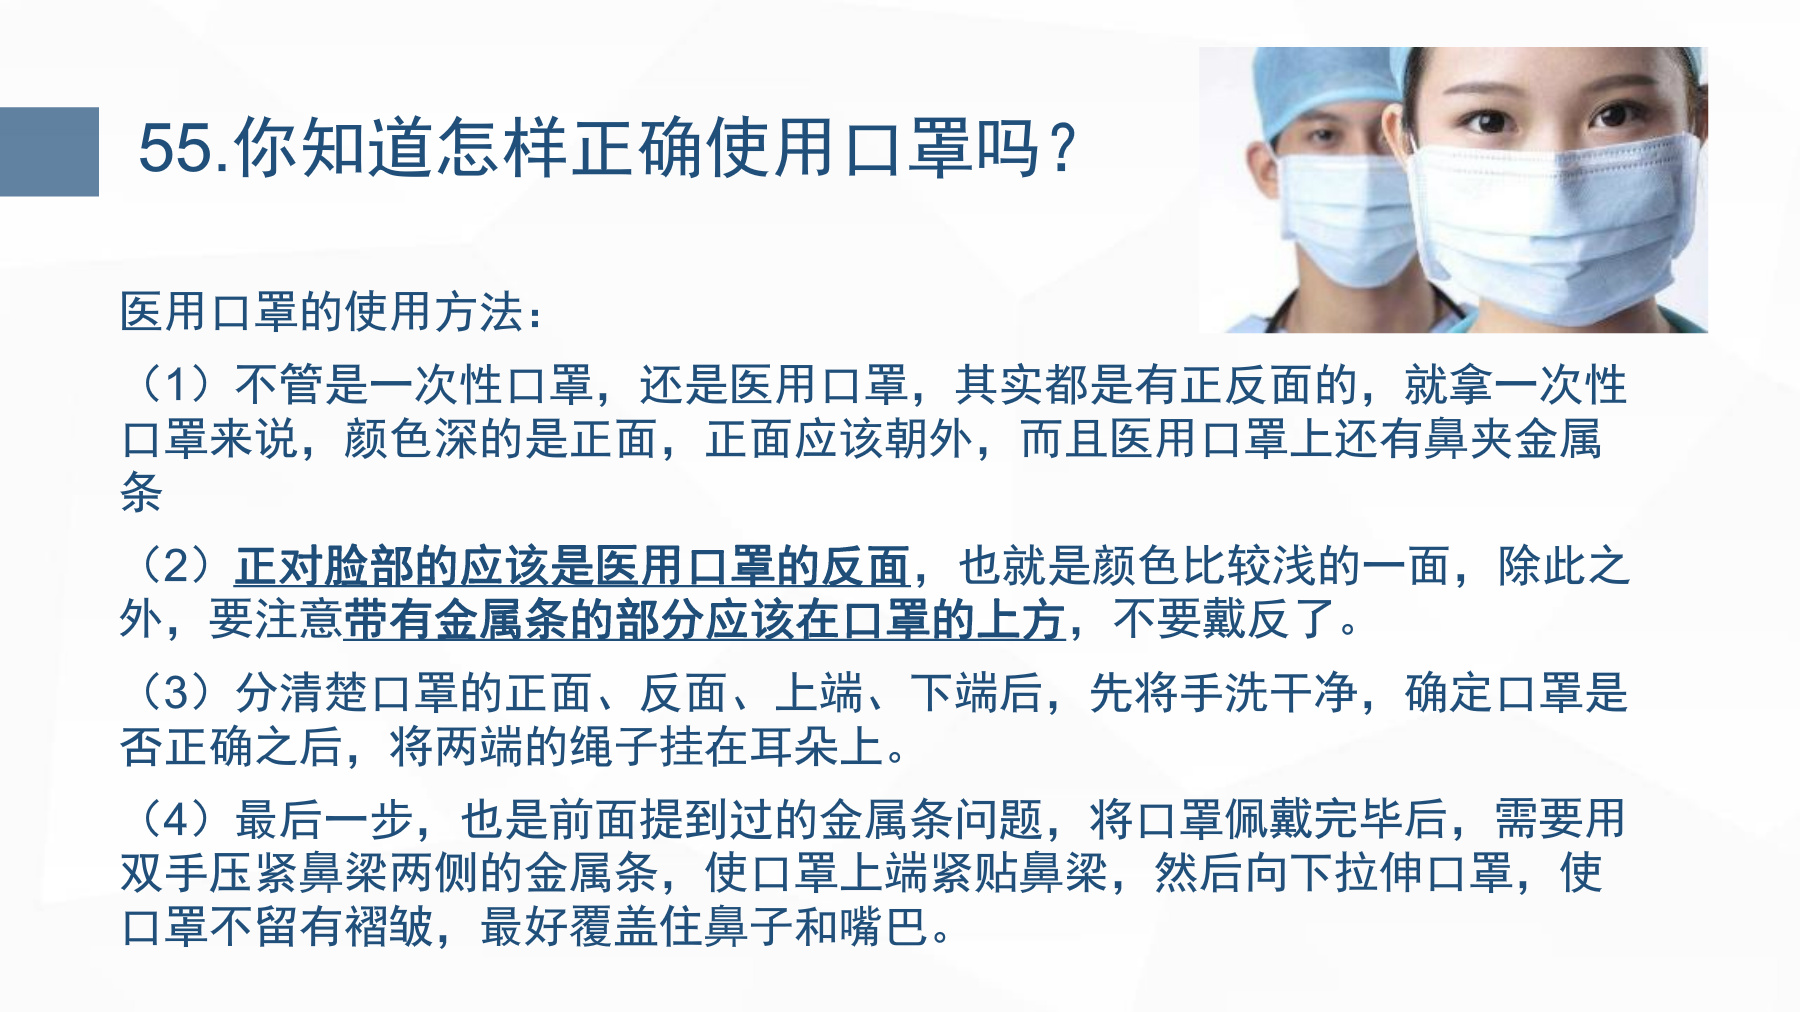 55.你知道怎样正确使用口罩吗？
医用口罩的使用方法：
（1）不管是一次性口罩，还是医用口罩，其实都是有正反面的，就拿一次性
口罩来说，颜色深的是正面，正面应该朝外，而且医用口罩上还有鼻夹金属
条
（2）正对脸部的应该是医用口罩的反面，也就是颜色比较浅的一面，除此之
外，要注意带有金属条的部分应该在口罩的上方，不要戴反了。
（3）分清楚口罩的正面、反面、上端、下端后，先将手洗干净，确定口罩是
否正确之后，将两端的绳子挂在耳朵上。
（4）最后一步，也是前面提到过的金属条问题，将口罩佩戴完毕后，需要用
双手压紧鼻梁两侧的金属条，使口罩上端紧贴鼻梁，然后向下拉伸口罩，使
口罩不留有褶皱，最好覆盖住鼻子和嘴巴。